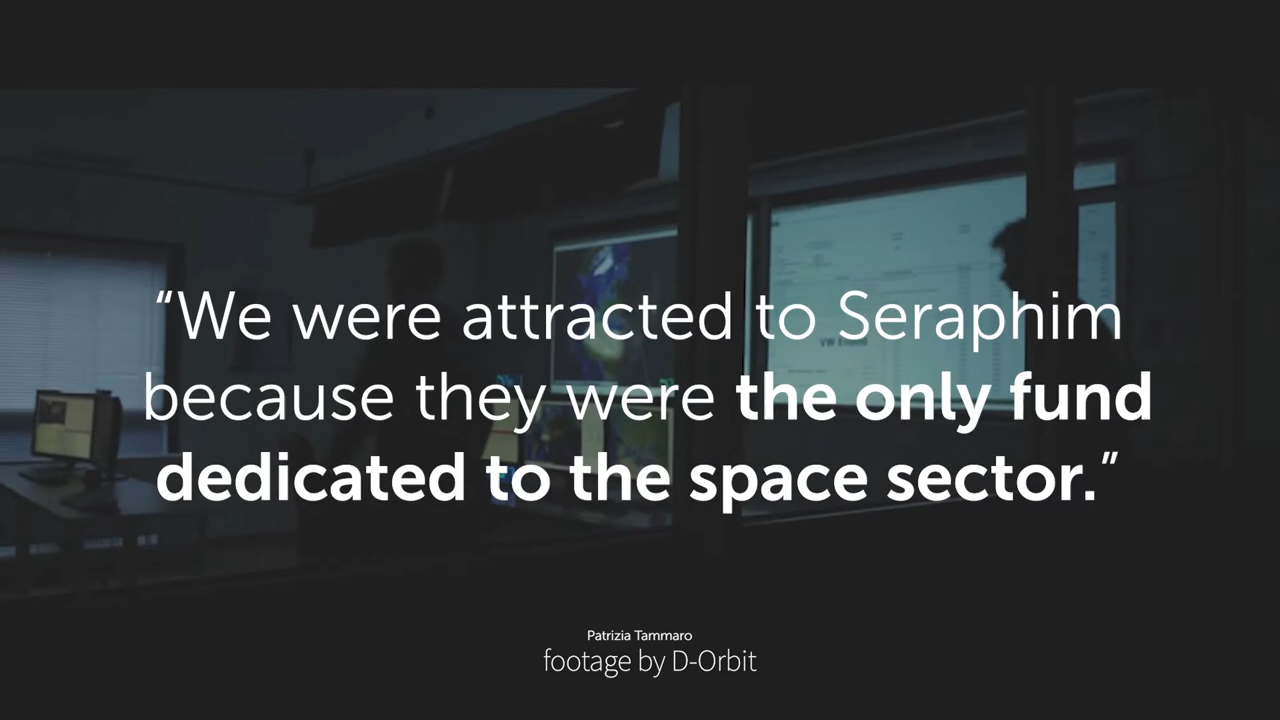 “We were attracted to Seraphim
because they were the only fund
dedicated to the space sector.”
Patrizia Tammaro
footage by D-Orbit